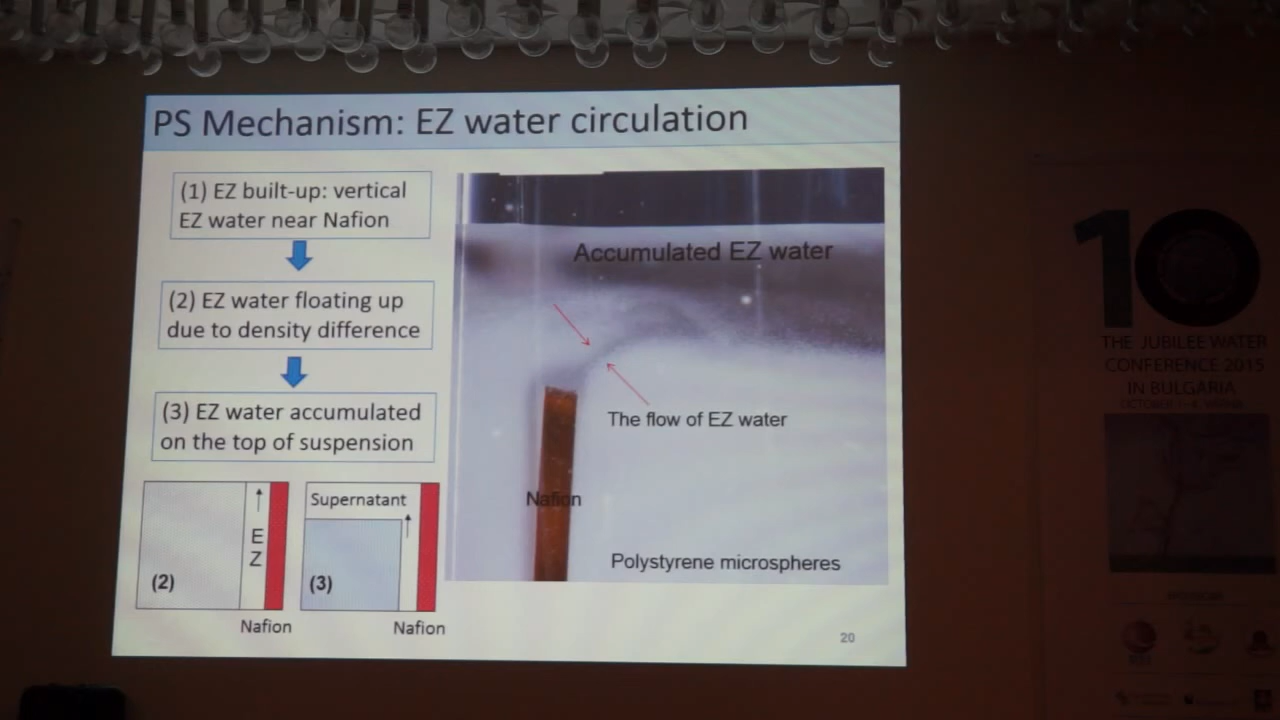 PS Mechanism: EZ water circulation
(1) EZ built-up: vertical
EZ water near Nafion
(2) EZ water floating up
due to density difference
(3) EZ water accumulated
on the top of suspension
E
Z
(2)
Nafion
Supernatant
(3)
Nafion
Accumulated EZ water
The flow of EZ water
Nafion
Polystyrene microspheres
20
10
THE JUBILEE WATER
CONFERENCE 2015
IN BULGARIA